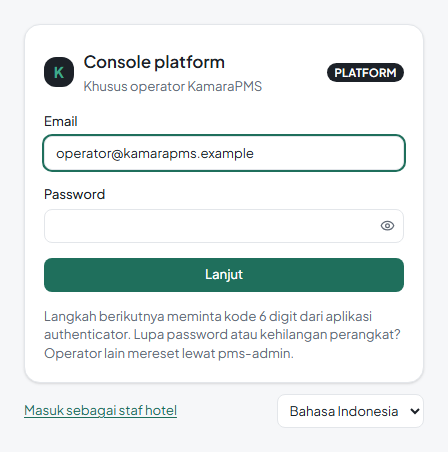 K
Console platform
Khusus operator KamaraPMS
PLATFORM
Email
operator@kamarapms.example
Password
Lanjut
Langkah berikutnya meminta kode 6 digit dari aplikasi
authenticator. Lupa password atau kehilangan perangkat?
Operator lain mereset lewat pms-admin.
Masuk sebagai staf hotel
Bahasa Indonesia